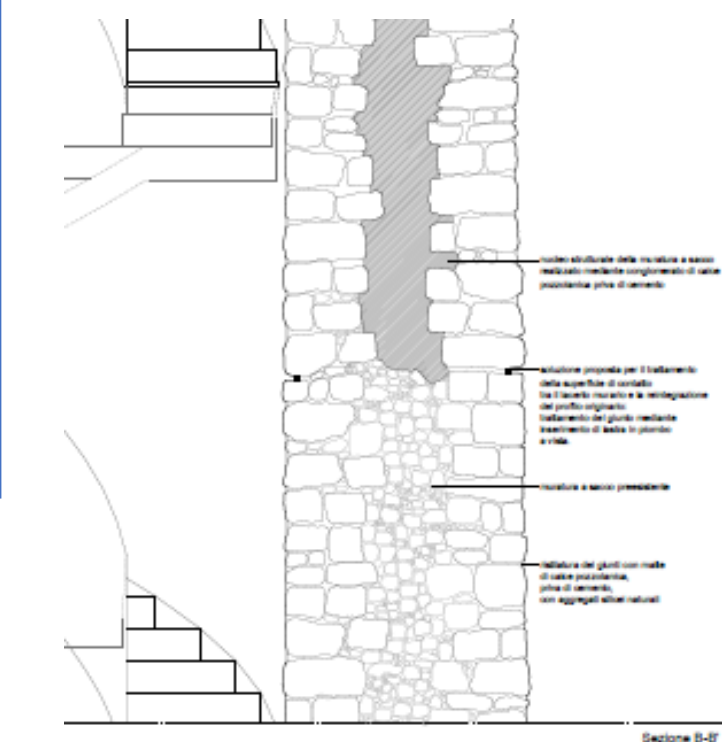 nucleo strutturale della muratura a sacco
realizzato mediante conglomerato di calce
pozzolanica priva di cemento
soluzione proposta per il trattamento
della superficie di contatto
tra il lacerto murario e la reintegrazione
del profilo originario:
trattamento del giunto mediante
inserimento di lastra in piombo
a vista.
muratura a sacco preesistente
stilatura dei giunti con malte
di calce pozzolanica,
priva di cemento,
con aggregati silicei naturali
Sezione B-B'